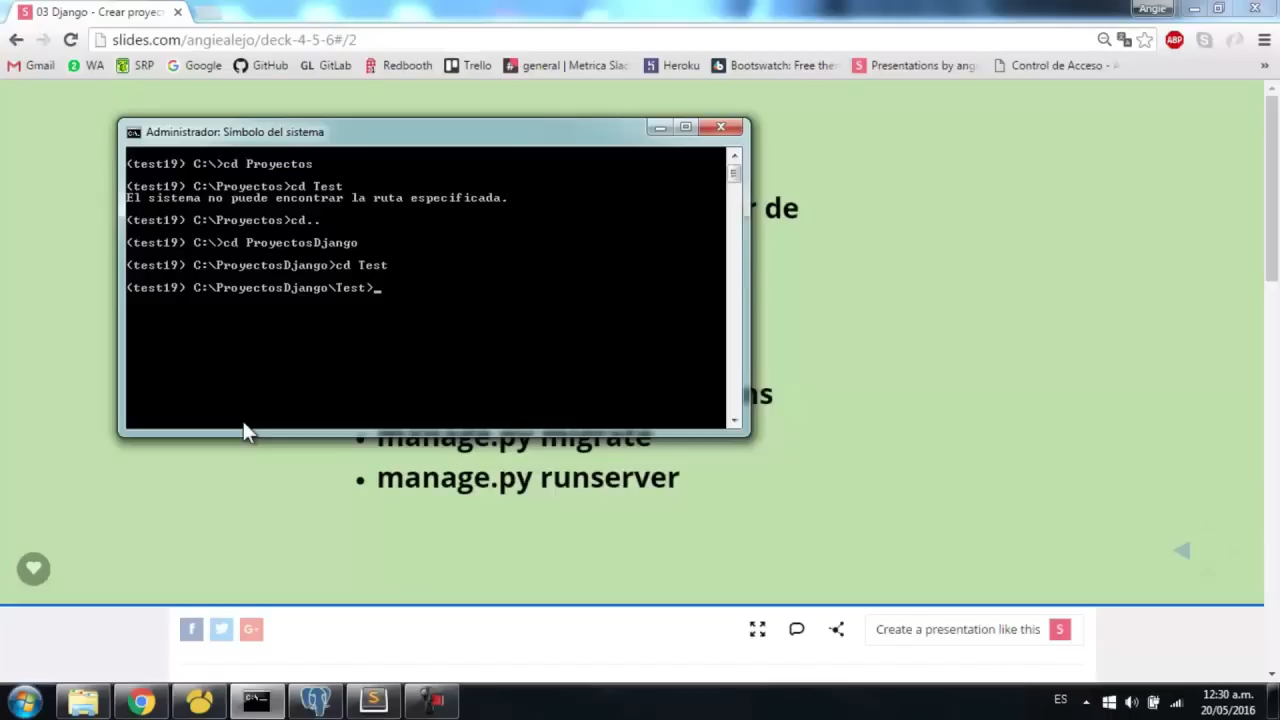 03 Django - Crear proyec
Angie
slides.com/angiealejo/deck-4-5-6#/2
ABP
Gmail
WA
SRP
Google
GitHub
GL GitLab
Redbooth
Trello
general | Metrica Slac
Heroku
Bootswatch: Free the
Presentations by ang
Control de Acceso -
»
Administrador: Símbolo del sistema
(test19) C:\>cd Proyectos
(test19) C:\Proyectos>cd Test
El sistema no puede encontrar la ruta especificada.
(test19) C:\Proyectos>cd..
(test19) C:\>cd ProyectosDjango
(test19) C:\ProyectosDjango>cd Test
(test19) C:\ProyectosDjango\Test>_
de
ns
• manage.py migrate
• manage.py runserver
Create a presentation like this S
ES
12:30 a.m.
20/05/2016